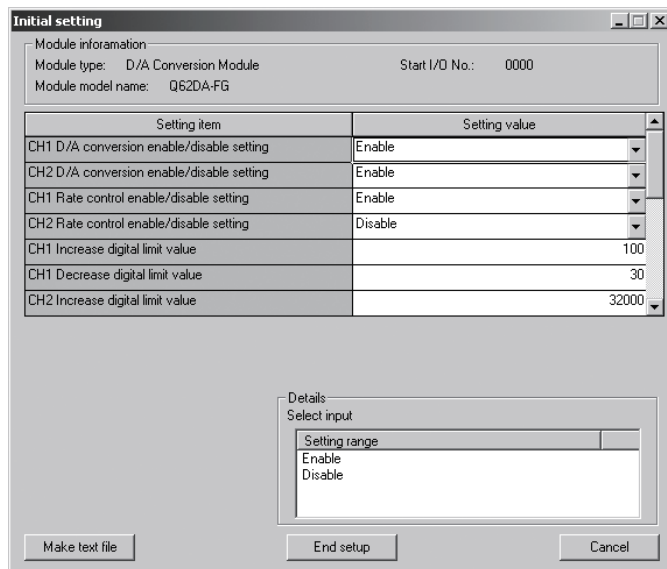 Initial setting
Module inforamation
Module type: D/A Conversion Module Start I/O No.: 0000
Module model name: Q62DA-FG
Setting item Setting value
CH1 D/A conversion enable/disable setting Enable
CH2 D/A conversion enable/disable setting Enable
CH1 Rate control enable/disable setting Enable
CH2 Rate control enable/disable setting Disable
CH1 Increase digital limit value 100
CH1 Decrease digital limit value 30
CH2 Increase digital limit value 32000
Details
Select input
Setting range
Enable
Disable
Make text file End setup Cancel